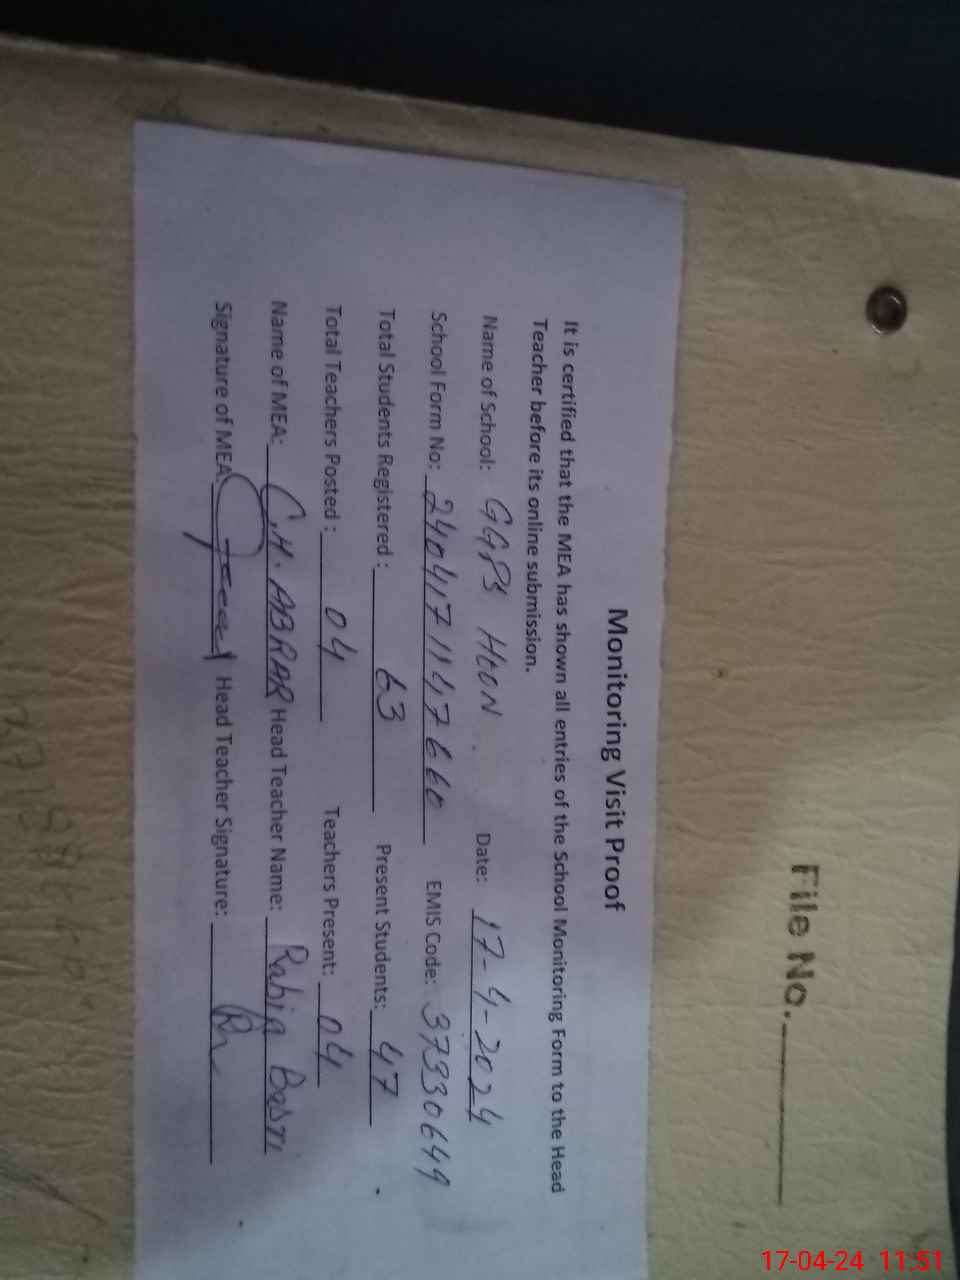 File No.
Monitoring Visit Proof
It is certified that the MEA has shown all entries of the School Monitoring Form to the Head
Teacher before its online submission.
Name of School: GGPS HOON. Date: 17-4-2024
School Form No: 240417 1147660 EMIS Code: 37330649
Total Students Registered: 63 Present Students: 47
Total Teachers Posted: 04 Teachers Present: 04
Name of MEA: CH. ABRAR Head Teacher Name: Rabia Basri
Signature of MEA: Head Teacher Signature:
17-04-24 11:51